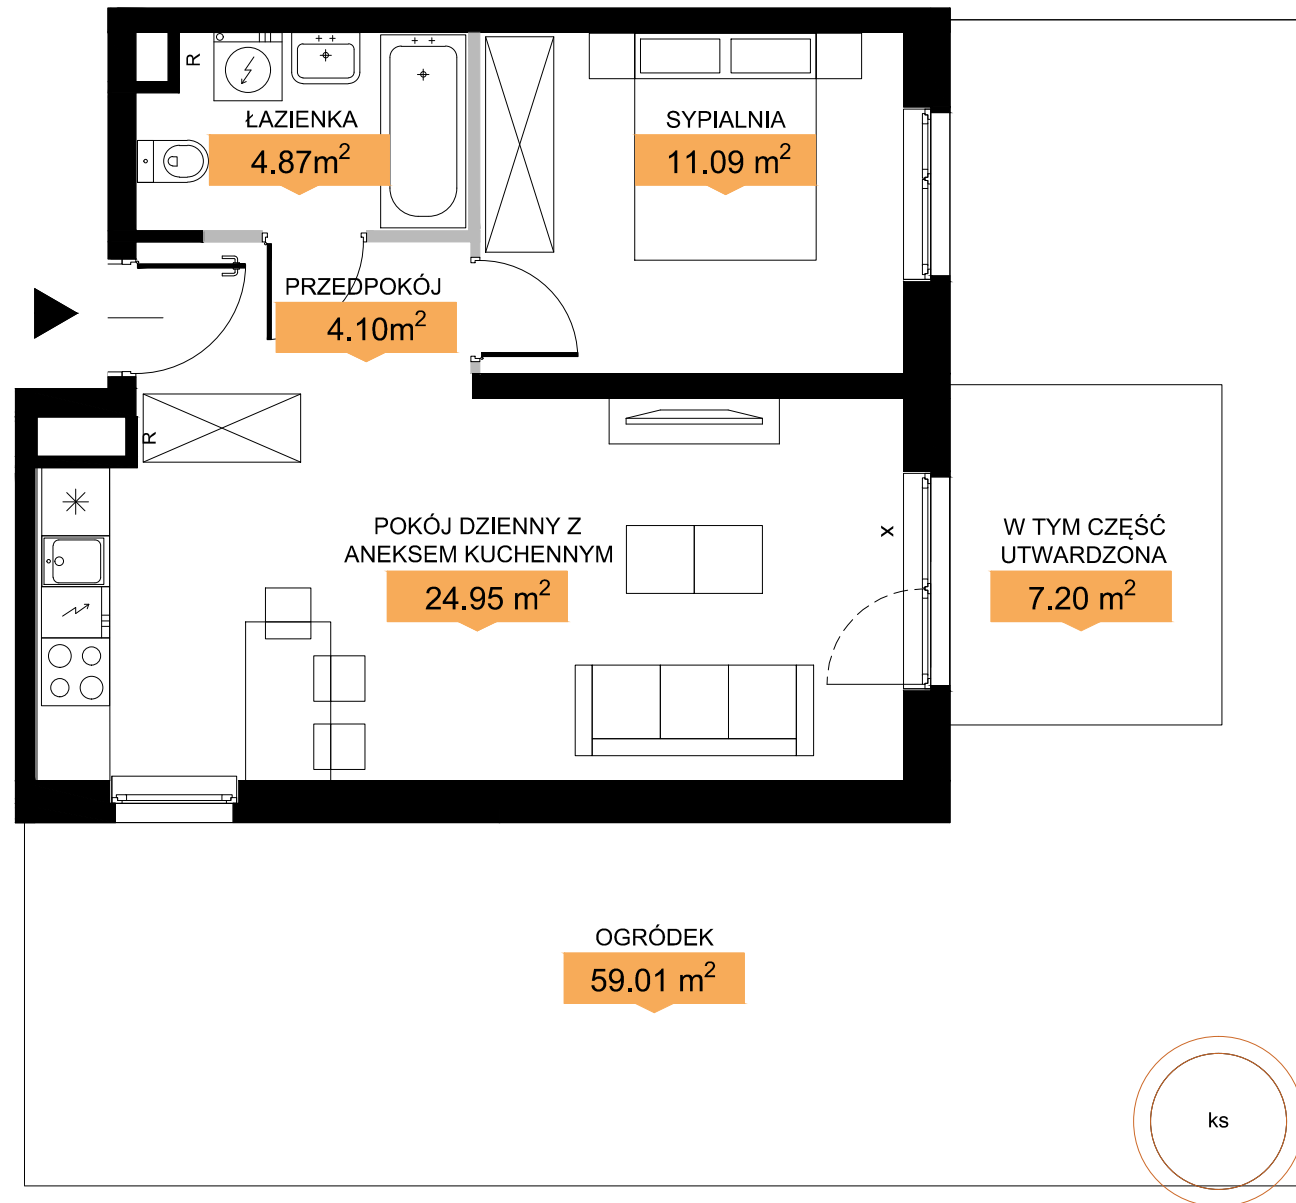 R
ŁAZIENKA
4.87m²
SYPIALNIA
11.09 m²
PRZEDPOKÓJ
4.10m²
R
POKÓJ DZIENNY Z
ANEKSEM KUCHENNYM
24.95 m²
x
W TYM CZĘŚĆ
UTWARDZONA
7.20 m²
OGRÓDEK
59.01 m²
ks